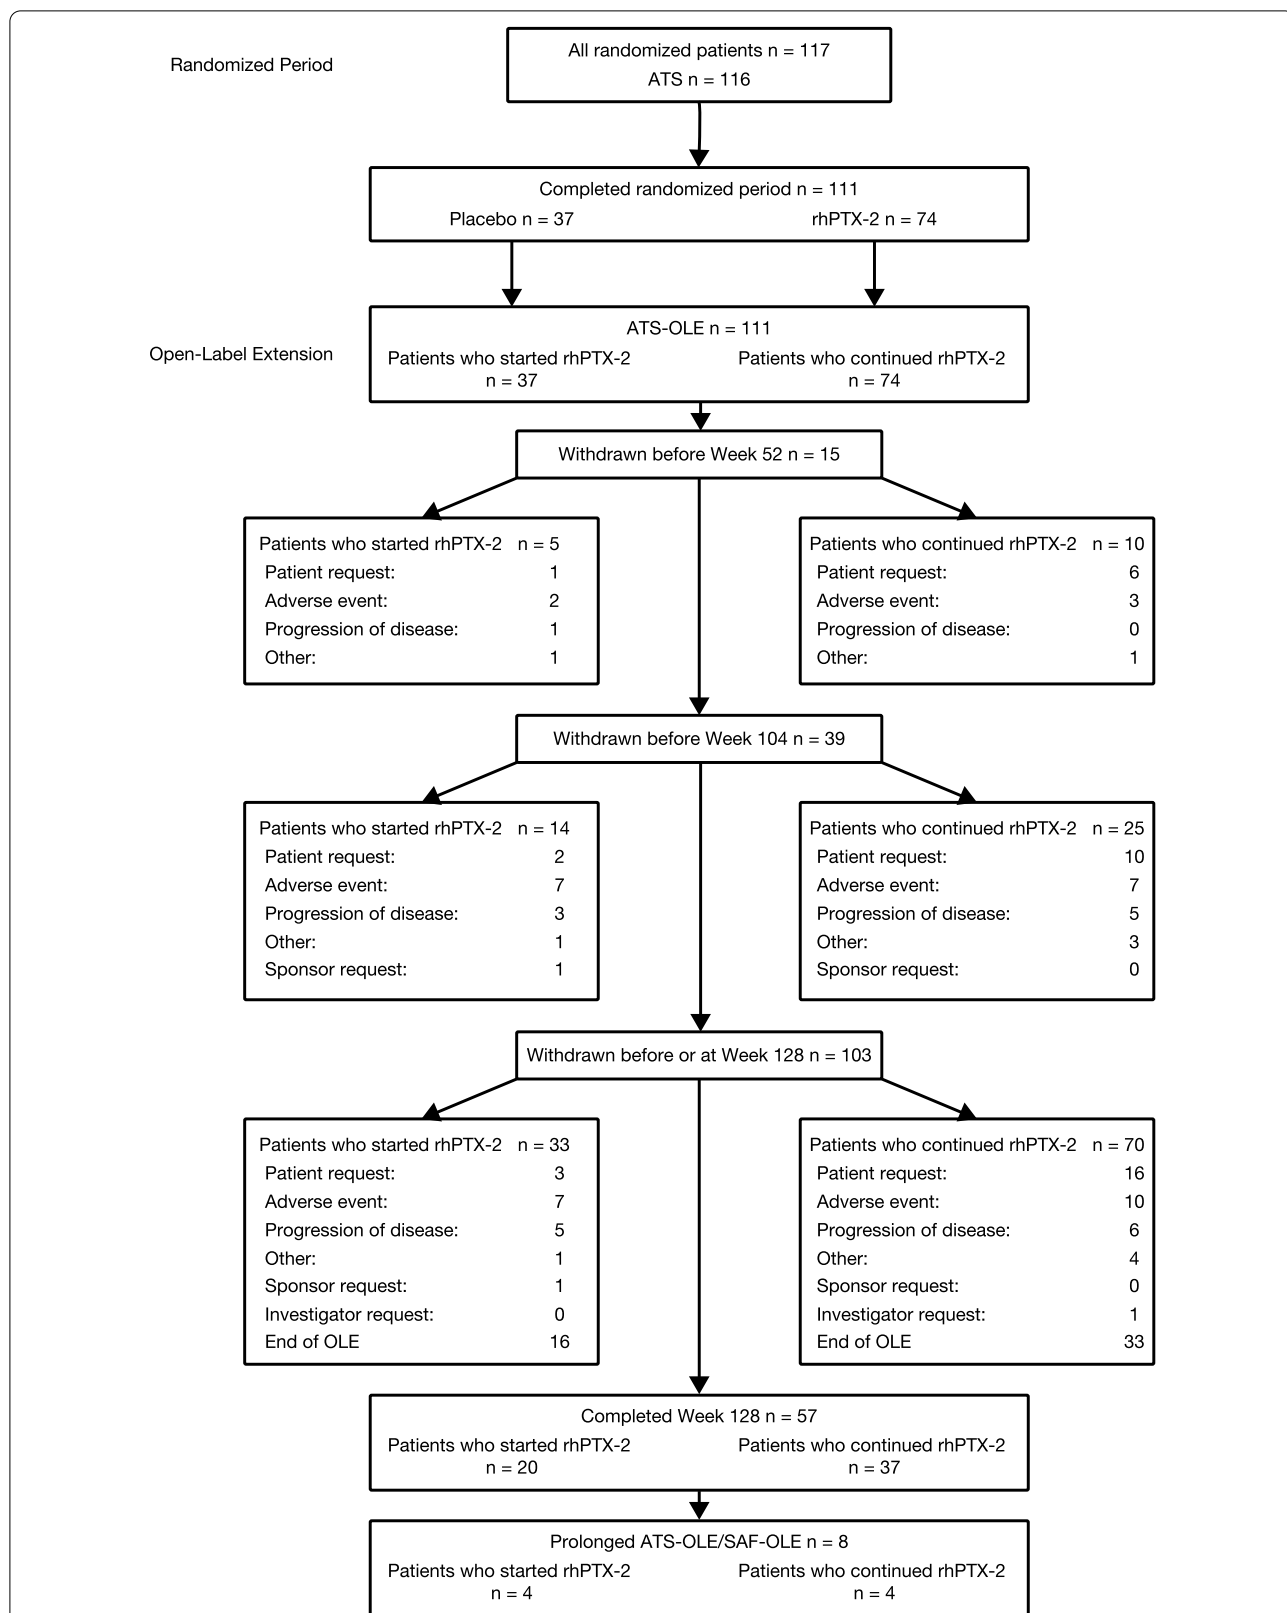 Randomized Period
All randomized patients n = 117
ATS n = 116
Completed randomized period n = 111
Placebo n = 37
rhPTX-2 n = 74
Open-Label Extension
ATS-OLE n = 111
Patients who started rhPTX-2
n = 37
Patients who continued rhPTX-2
n = 74
Withdrawn before Week 52 n = 15
Patients who started rhPTX-2 n = 5
Patient request: 1
Adverse event: 2
Progression of disease: 1
Other: 1
Patients who continued rhPTX-2 n = 10
Patient request: 6
Adverse event: 3
Progression of disease: 0
Other: 1
Withdrawn before Week 104 n = 39
Patients who started rhPTX-2 n = 14
Patient request: 2
Adverse event: 7
Progression of disease: 3
Other: 1
Sponsor request: 1
Patients who continued rhPTX-2 n = 25
Patient request: 10
Adverse event: 7
Progression of disease: 5
Other: 3
Sponsor request: 0
Withdrawn before or at Week 128 n = 103
Patients who started rhPTX-2 n = 33
Patient request: 3
Adverse event: 7
Progression of disease: 5
Other: 1
Sponsor request: 1
Investigator request: 0
End of OLE 16
Patients who continued rhPTX-2 n = 70
Patient request: 16
Adverse event: 10
Progression of disease: 6
Other: 4
Sponsor request: 0
Investigator request: 1
End of OLE 33
Completed Week 128 n = 57
Patients who started rhPTX-2
n = 20
Patients who continued rhPTX-2
n = 37
Prolonged ATS-OLE/SAF-OLE n = 8
Patients who started rhPTX-2
n = 4
Patients who continued rhPTX-2
n = 4